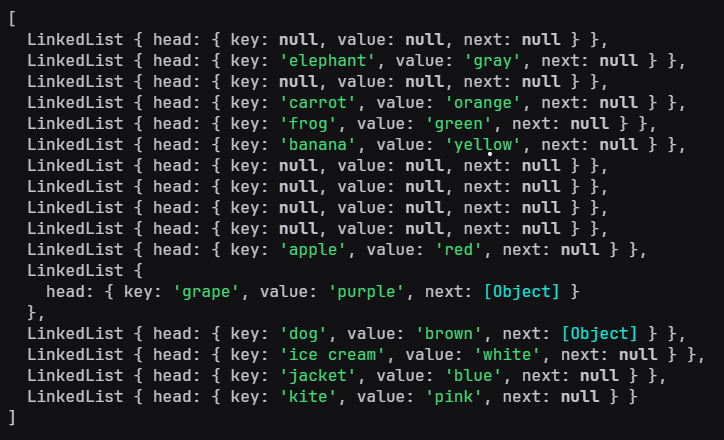 [
  LinkedList { head: { key: null, value: null, next: null } },
  LinkedList { head: { key: 'elephant', value: 'gray', next: null } },
  LinkedList { head: { key: null, value: null, next: null } },
  LinkedList { head: { key: 'carrot', value: 'orange', next: null } },
  LinkedList { head: { key: 'frog', value: 'green', next: null } },
  LinkedList { head: { key: 'banana', value: 'yellow', next: null } },
  LinkedList { head: { key: null, value: null, next: null } },
  LinkedList { head: { key: null, value: null, next: null } },
  LinkedList { head: { key: null, value: null, next: null } },
  LinkedList { head: { key: null, value: null, next: null } },
  LinkedList { head: { key: 'apple', value: 'red', next: null } },
  LinkedList {
    head: { key: 'grape', value: 'purple', next: [Object] }
  },
  LinkedList { head: { key: 'dog', value: 'brown', next: [Object] } },
  LinkedList { head: { key: 'ice cream', value: 'white', next: null } },
  LinkedList { head: { key: 'jacket', value: 'blue', next: null } },
  LinkedList { head: { key: 'kite', value: 'pink', next: null } }
]